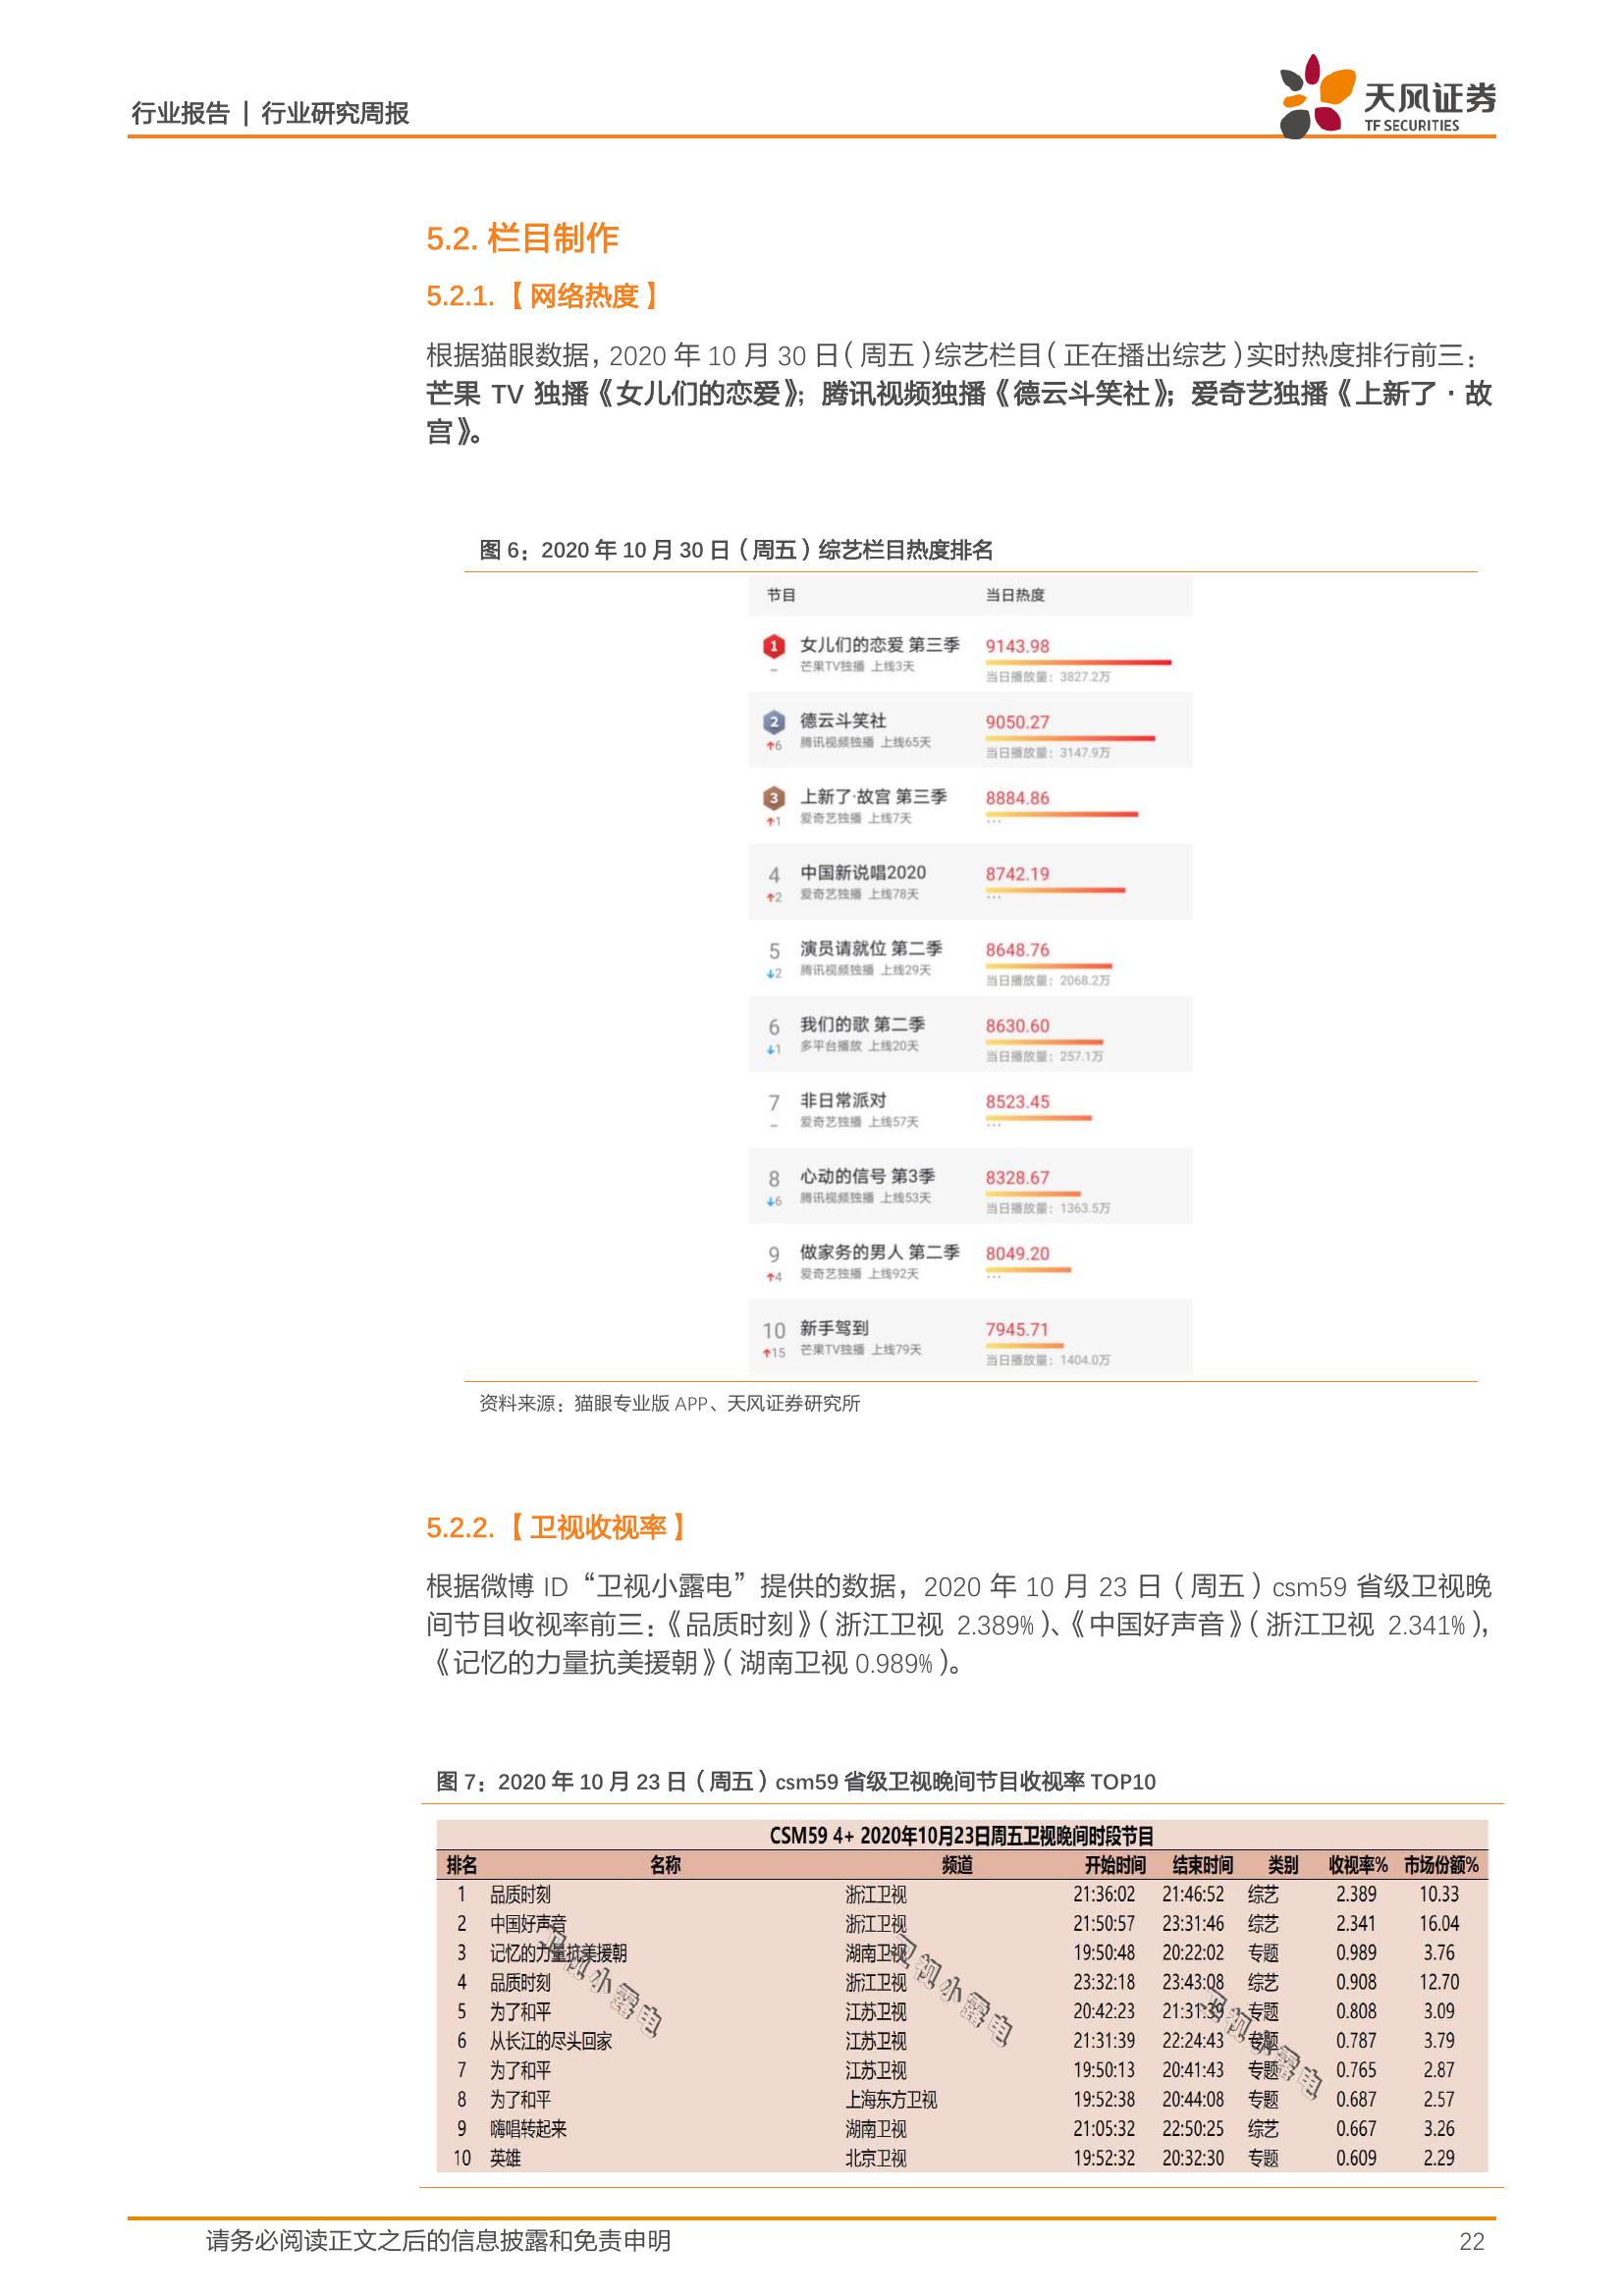 行业报告 | 行业研究周报
天风证券
TF SECURITIES
5.2. 栏目制作
5.2.1.【网络热度】
根据猫眼数据，2020 年 10 月 30 日（周五）综艺栏目（正在播出综艺）实时热度排行前三：
芒果 TV 独播《女儿们的恋爱》；腾讯视频独播《德云斗笑社》；爱奇艺独播《上新了·故
宫》。
图 6：2020 年 10 月 30 日（周五）综艺栏目热度排名
节目 当日热度
1 女儿们的恋爱 第三季 9143.98
– 芒果TV独播 上线3天 当日播放量：3827.2万
2 德云斗笑社 9050.27
↑6 腾讯视频独播 上线65天 当日播放量：3147.9万
3 上新了·故宫 第三季 8884.86
↑1 爱奇艺独播 上线7天 ...
4 中国新说唱2020 8742.19
↑2 爱奇艺独播 上线78天 ...
5 演员请就位 第二季 8648.76
↓2 腾讯视频独播 上线29天 当日播放量：2068.2万
6 我们的歌 第二季 8630.60
↓1 多平台播放 上线20天 当日播放量：257.1万
7 非日常派对 8523.45
– 爱奇艺独播 上线57天 ...
8 心动的信号 第3季 8328.67
↓6 腾讯视频独播 上线53天 当日播放量：1363.5万
9 做家务的男人 第二季 8049.20
↑4 爱奇艺独播 上线92天 ...
10 新手驾到 7945.71
↑15 芒果TV独播 上线79天 当日播放量：1404.0万
资料来源：猫眼专业版 APP、天风证券研究所
5.2.2.【卫视收视率】
根据微博 ID“卫视小露电”提供的数据，2020 年 10 月 23 日（周五）csm59 省级卫视晚
间节目收视率前三：《品质时刻》（浙江卫视 2.389%）、《中国好声音》（浙江卫视 2.341%），
《记忆的力量抗美援朝》（湖南卫视 0.989%）。
图 7：2020 年 10 月 23 日（周五）csm59 省级卫视晚间节目收视率 TOP10
CSM59 4+ 2020年10月23日周五卫视晚间时段节目
排名 名称 频道 开始时间 结束时间 类别 收视率% 市场份额%
1 品质时刻 浙江卫视 21:36:02 21:46:52 综艺 2.389 10.33
2 中国好声音 浙江卫视 21:50:57 23:31:46 综艺 2.341 16.04
3 记忆的力量抗美援朝 湖南卫视 19:50:48 20:22:02 专题 0.989 3.76
4 品质时刻 浙江卫视 23:32:18 23:43:08 综艺 0.908 12.70
5 为了和平 江苏卫视 20:42:23 21:31:39 专题 0.808 3.09
6 从长江的尽头回家 江苏卫视 21:31:39 22:24:43 专题 0.787 3.79
7 为了和平 江苏卫视 19:50:13 20:41:43 专题 0.765 2.87
8 为了和平 上海东方卫视 19:52:38 20:44:08 专题 0.687 2.57
9 嗨唱转起来 湖南卫视 21:05:32 22:50:25 综艺 0.667 3.26
10 英雄 北京卫视 19:52:32 20:32:30 专题 0.609 2.29
卫视小露电
卫视小露电
卫视小露电
请务必阅读正文之后的信息披露和免责申明 22